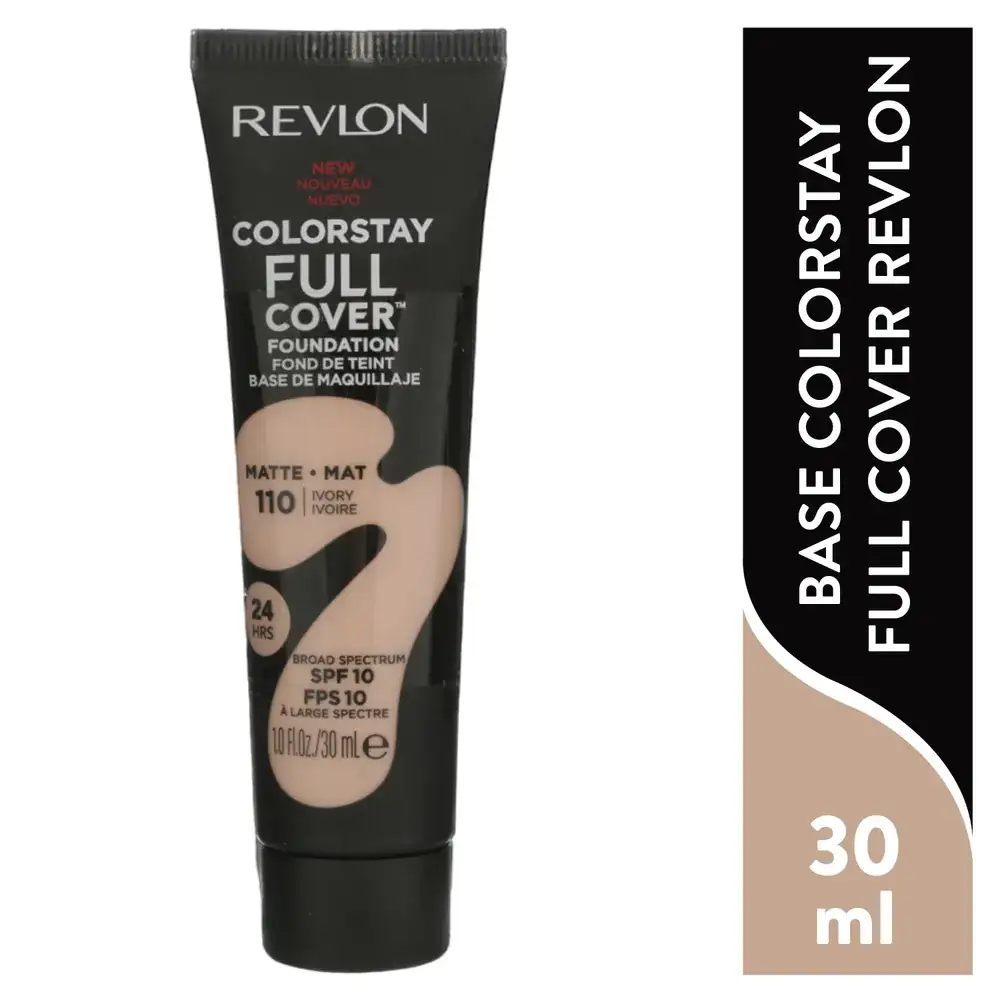 REVLON
NEW
NOUVEAU
NUEVO
COLORSTAY
FULL
COVER™
FOUNDATION
FOND DE TEINT
BASE DE MAQUILLAJE
MATTE • MAT
110 | IVORY
IVOIRE
24
HRS
BROAD SPECTRUM
SPF 10
FPS 10
À LARGE SPECTRE
1.0 Fl.Oz./30 mL e
BASE COLORSTAY
FULL COVER REVLON
30
ml